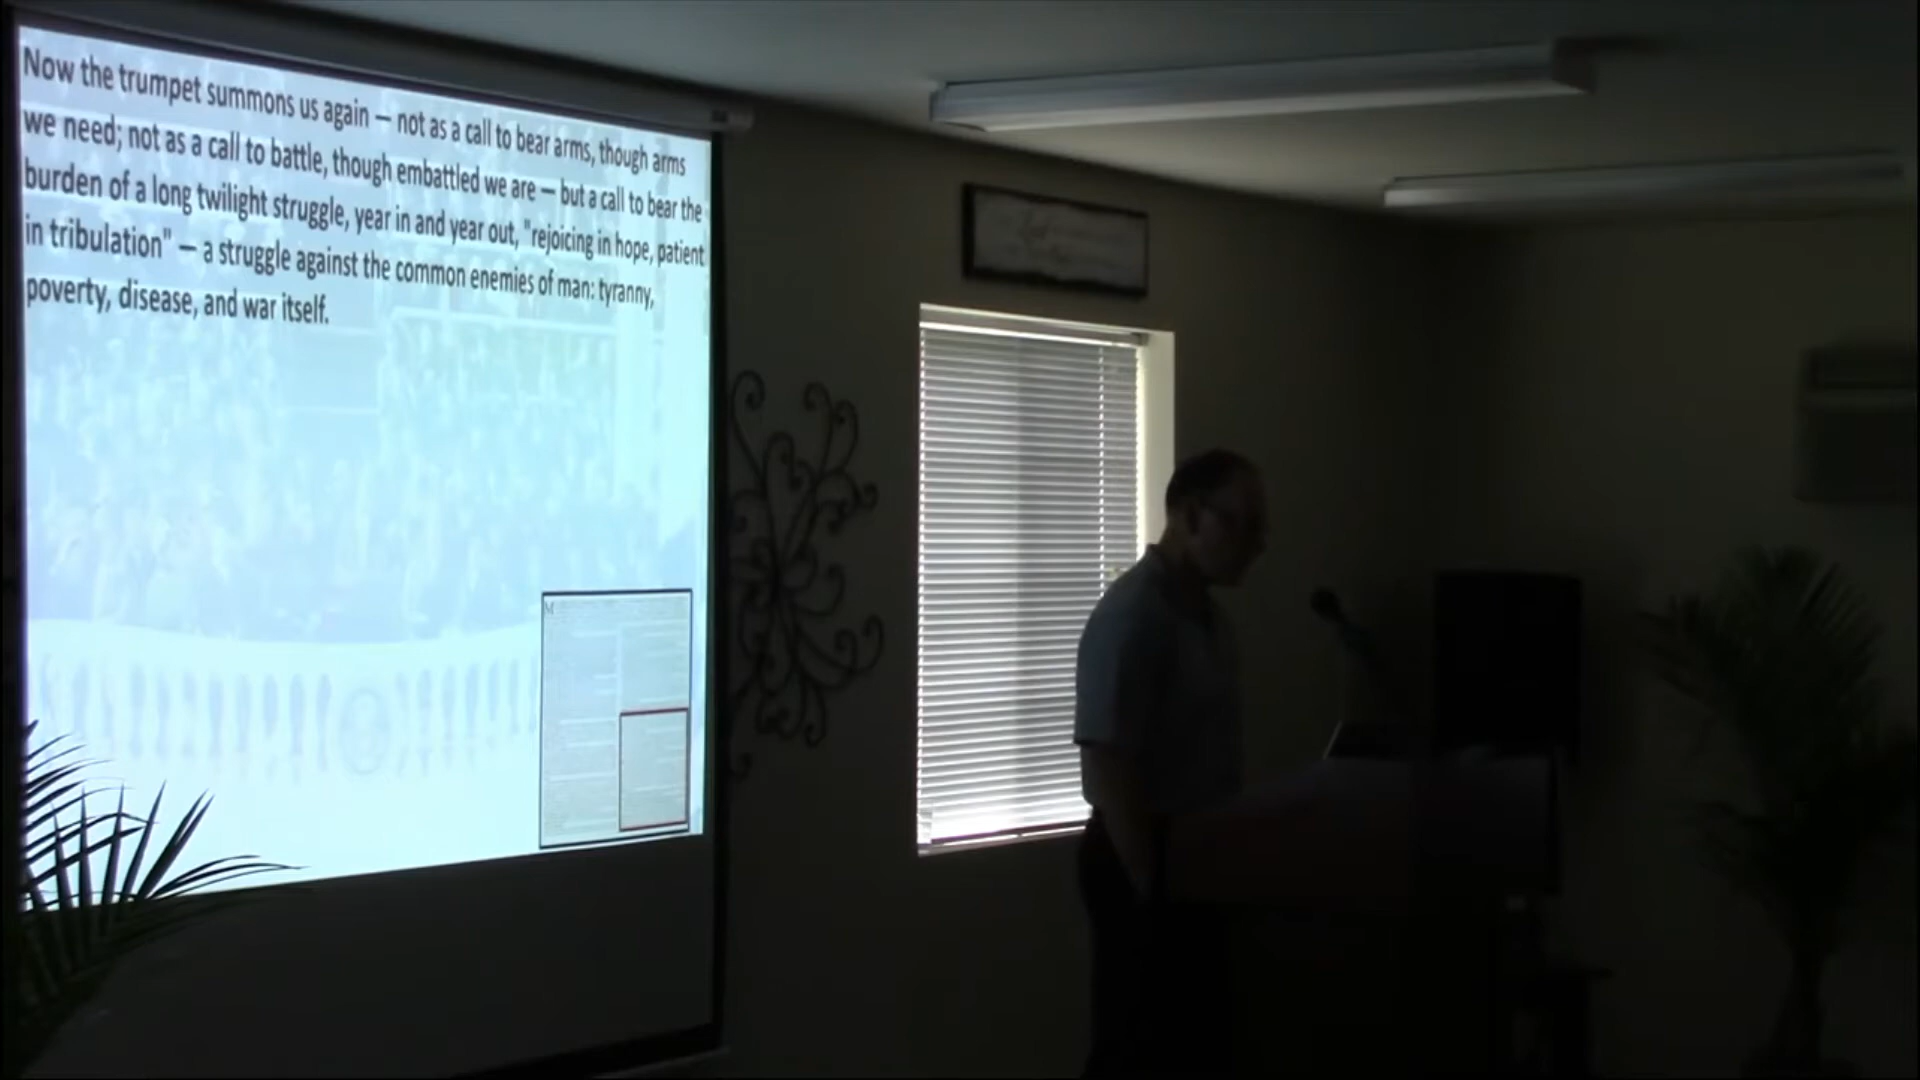 Now the trumpet summons us again — not as a call to bear arms, though arms
we need; not as a call to battle, though embattled we are — but a call to bear the
burden of a long twilight struggle, year in and year out, "rejoicing in hope, patient
in tribulation" — a struggle against the common enemies of man: tyranny,
poverty, disease, and war itself.
M